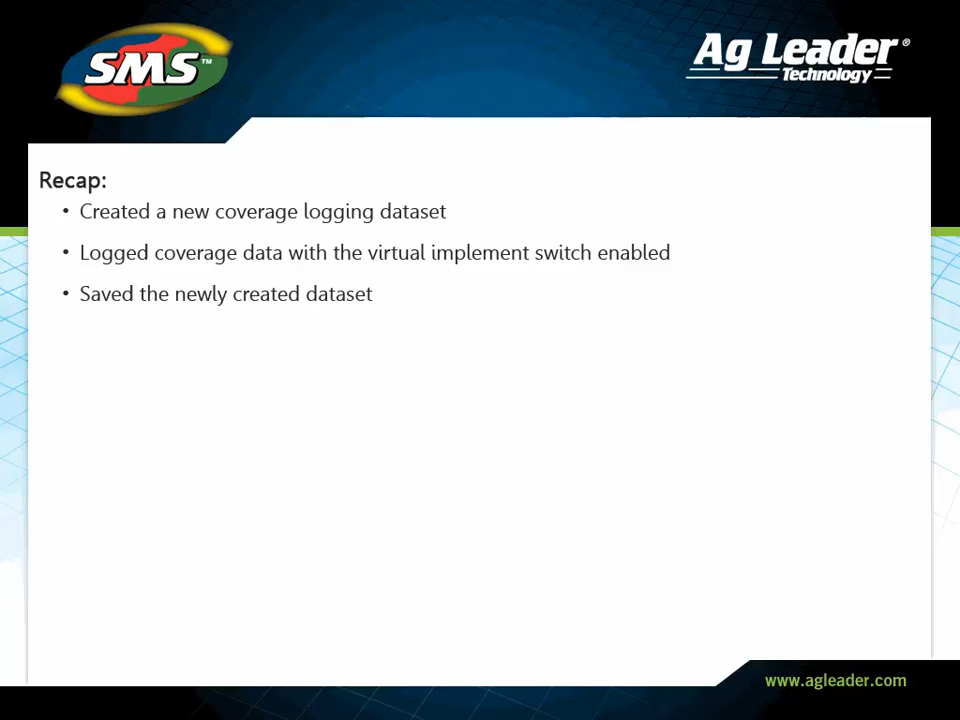 SMS™
Ag Leader®
Technology
Recap:
• Created a new coverage logging dataset
• Logged coverage data with the virtual implement switch enabled
• Saved the newly created dataset
www.agleader.com